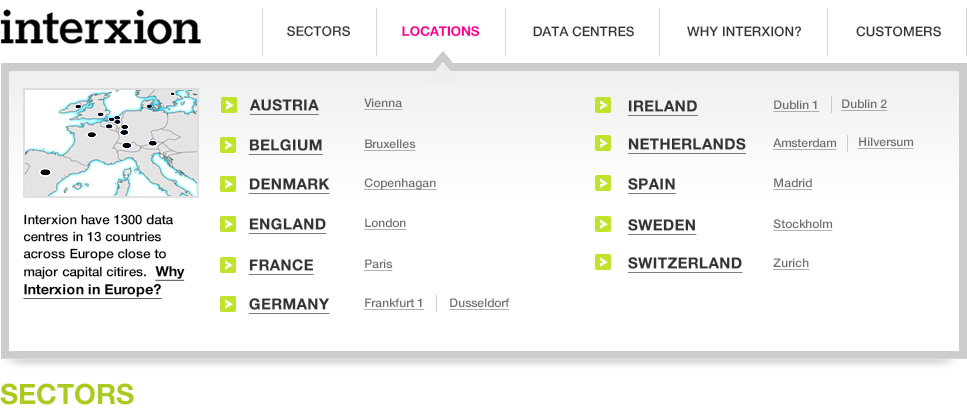 interxion
SECTORS
LOCATIONS
DATA CENTRES
WHY INTERXION?
CUSTOMERS
Interxion have 1300 data
centres in 13 countries
across Europe close to
major capital citires. Why
Interxion in Europe?
AUSTRIA Vienna
BELGIUM Bruxelles
DENMARK Copenhagan
ENGLAND London
FRANCE Paris
GERMANY Frankfurt 1 Dusseldorf
IRELAND Dublin 1 Dublin 2
NETHERLANDS Amsterdam Hilversum
SPAIN Madrid
SWEDEN Stockholm
SWITZERLAND Zurich
SECTORS